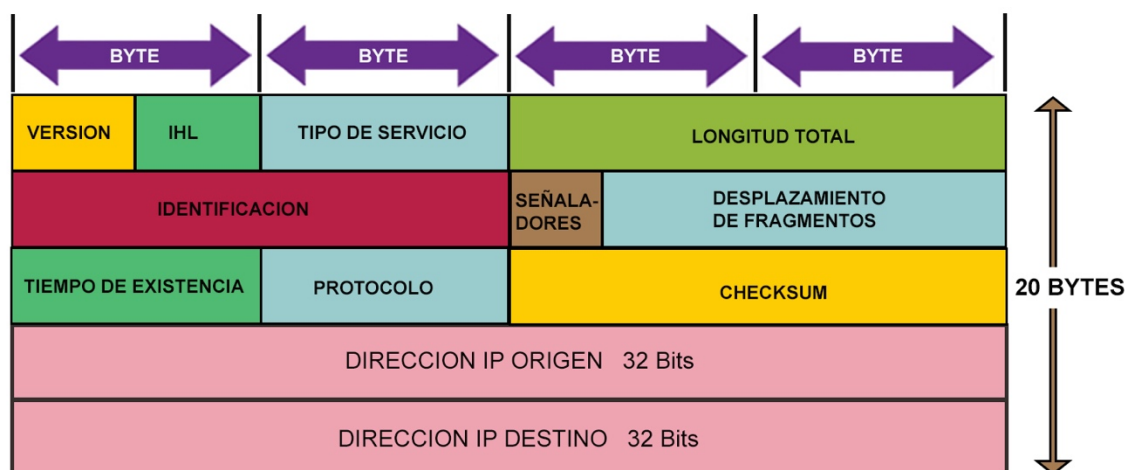 BYTE BYTE BYTE BYTE
VERSION IHL TIPO DE SERVICIO LONGITUD TOTAL
IDENTIFICACION
SEÑALA-
DORES
DESPLAZAMIENTO
DE FRAGMENTOS
TIEMPO DE EXISTENCIA PROTOCOLO CHECKSUM
20 BYTES
DIRECCION IP ORIGEN 32 Bits
DIRECCION IP DESTINO 32 Bits